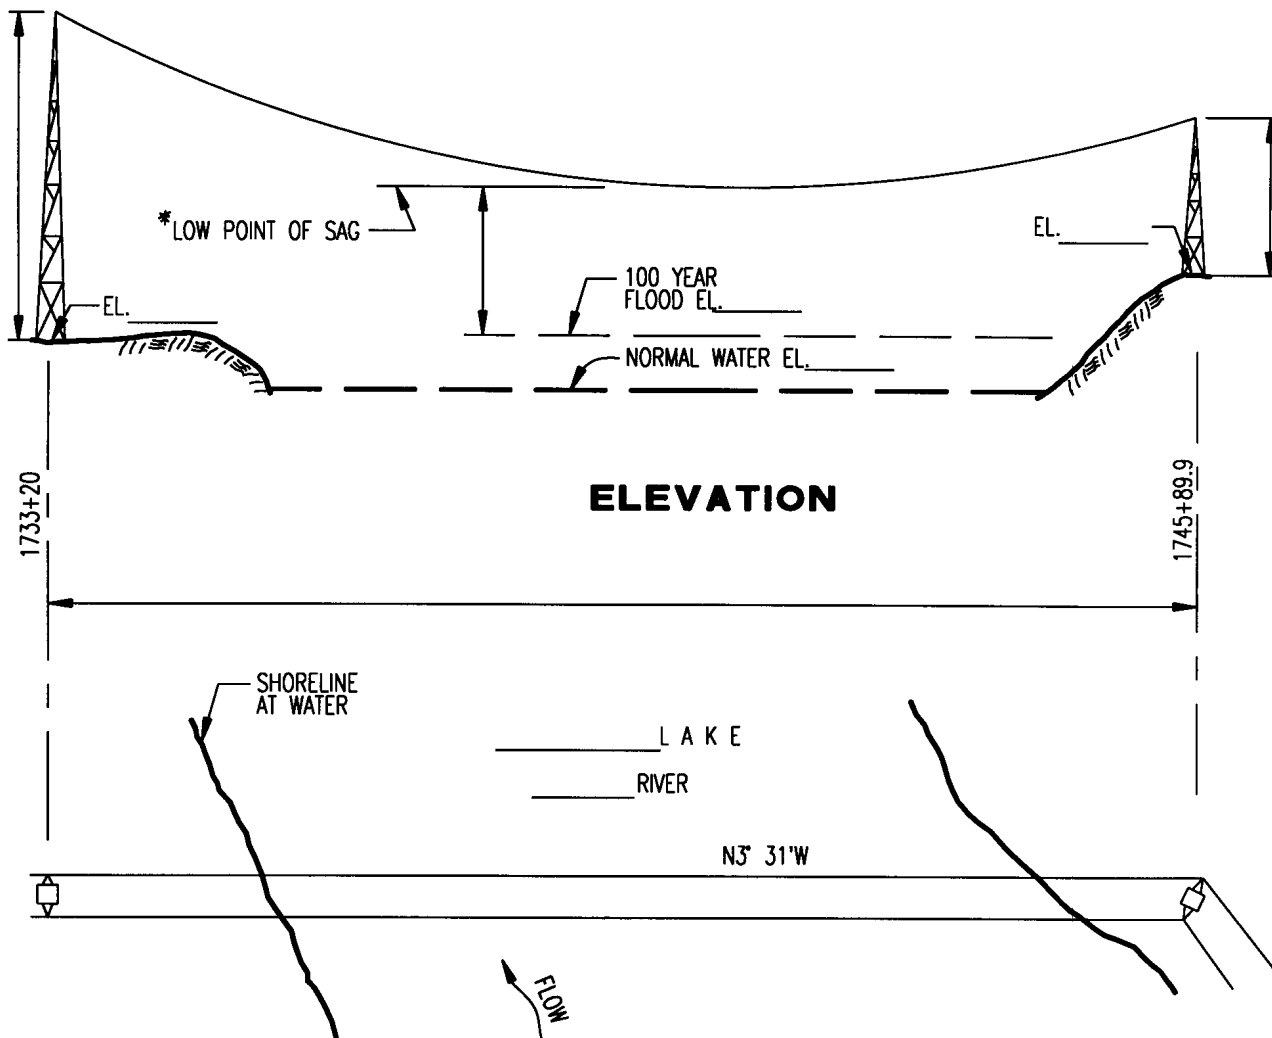 *LOW POINT OF SAG
EL.
EL.
100 YEAR
FLOOD EL.
NORMAL WATER EL.
1733+20
1745+89.9
ELEVATION
SHORELINE
AT WATER
LAKE
RIVER
N3° 31'W
FLOW